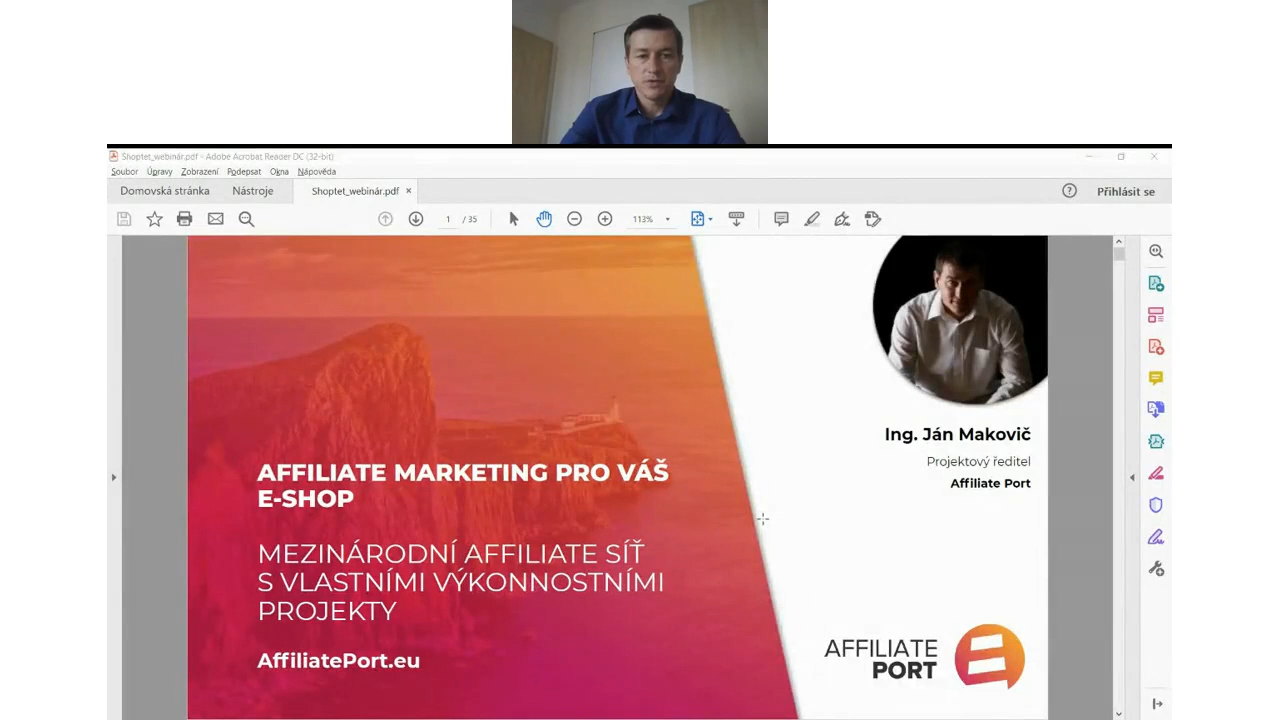 Shoptet_webinár.pdf - Adobe Acrobat Reader DC (32-bit)
Soubor Úpravy Zobrazení Podepsat Okna Nápověda
Domovská stránka Nástroje Shoptet_webinár.pdf × Přihlásit se
1 / 35 113%
Ing. Ján Makovič
Projektový ředitel
Affiliate Port
AFFILIATE MARKETING PRO VÁŠ
E-SHOP
MEZINÁRODNÍ AFFILIATE SÍŤ
S VLASTNÍMI VÝKONNOSTNÍMI
PROJEKTY
AffiliatePort.eu
AFFILIATE
PORT